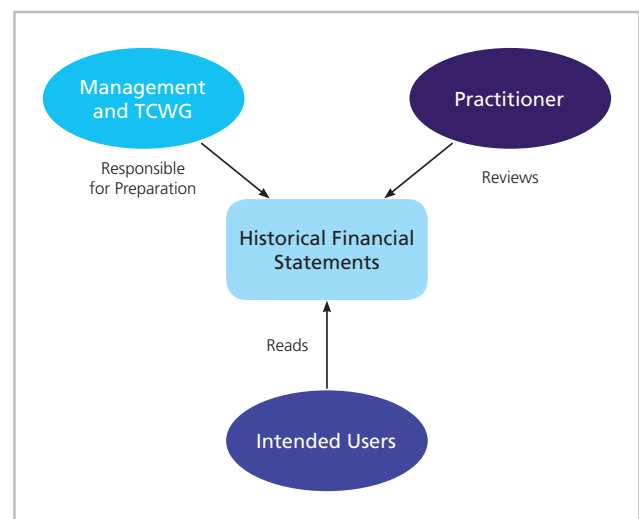 Management
and TCWG
Practitioner
Responsible
for Preparation
Reviews
Historical Financial
Statements
Reads
Intended Users